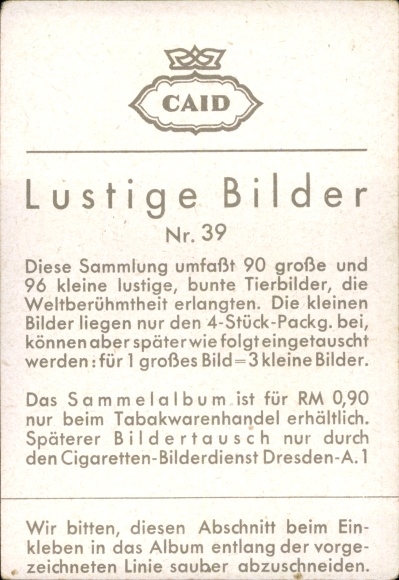 CAID
Lustige Bilder
Nr. 39
Diese Sammlung umfaßt 90 große und
96 kleine lustige, bunte Tierbilder, die
Weltberühmtheit erlangten. Die kleinen
Bilder liegen nur den 4-Stück-Packg. bei,
können aber später wie folgt eingetauscht
werden: für 1 großes Bild = 3 kleine Bilder.
Das Sammelalbum ist für RM 0,90
nur beim Tabakwarenhandel erhältlich.
Späterer Bildertausch nur durch
den Cigaretten-Bilderdienst Dresden-A. 1
Wir bitten, diesen Abschnitt beim Ein-
kleben in das Album entlang der vorge-
zeichneten Linie sauber abzuschneiden.